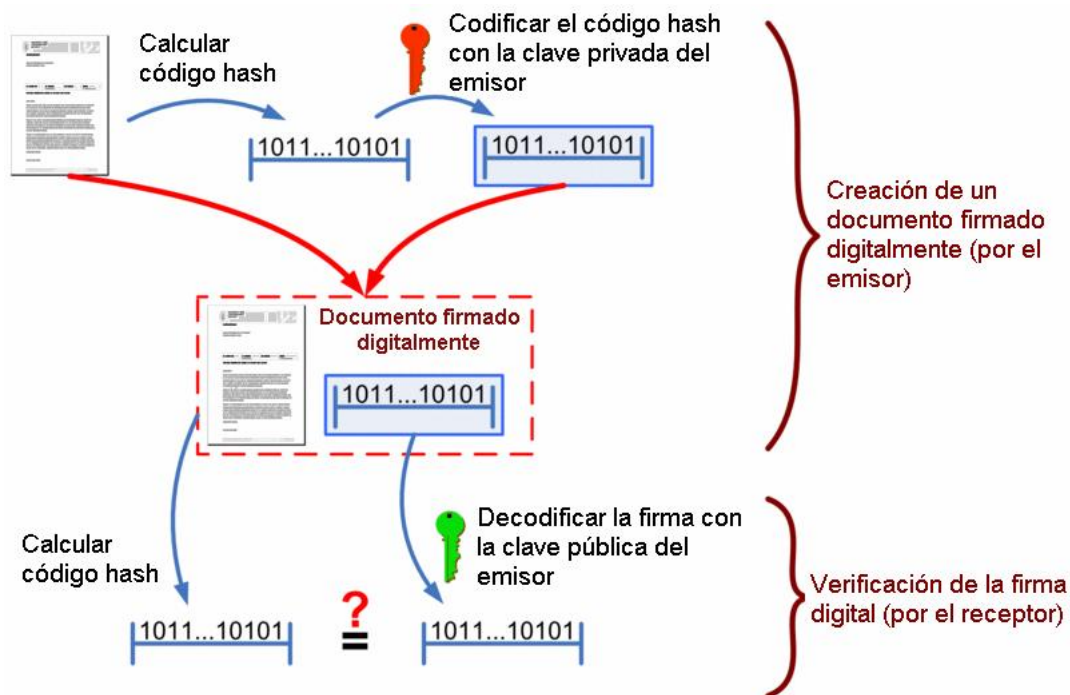 Calcular
código hash
Codificar el código hash
con la clave privada del
emisor
1011...10101
1011...10101
Creación de un
documento firmado
digitalmente (por el
emisor)
Documento firmado
digitalmente
1011...10101
Calcular
código hash
Decodificar la firma con
la clave pública del
emisor
Verificación de la firma
digital (por el receptor)
1011...10101
?
=
1011...10101